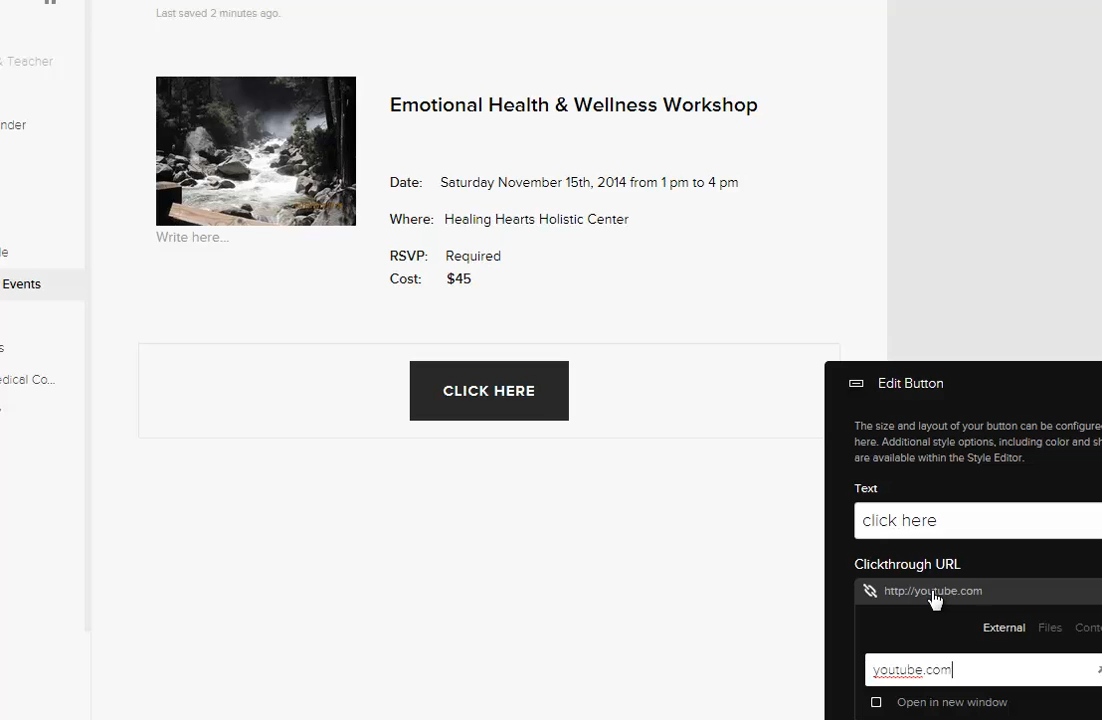 Last saved 2 minutes ago.
& Teacher
nder
Events
edical Co...
Emotional Health & Wellness Workshop
Date: Saturday November 15th, 2014 from 1 pm to 4 pm
Where: Healing Hearts Holistic Center
RSVP: Required
Cost: $45
Write here...
CLICK HERE
Edit Button
The size and layout of your button can be configured
here. Additional style options, including color and sh
are available within the Style Editor.
Text
click here
Clickthrough URL
http://youtube.com
External Files Conte
youtube.com
Open in new window